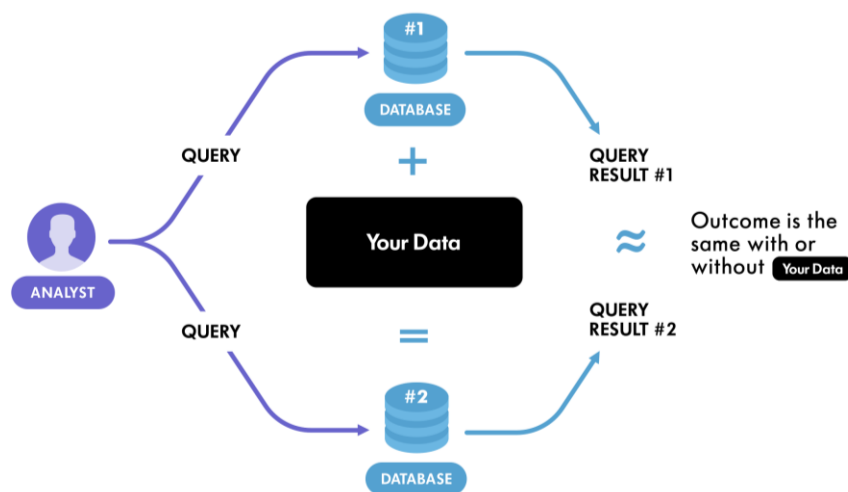 #1
DATABASE
QUERY
+
QUERY
RESULT #1
Your Data
≈
Outcome is the
same with or
without Your Data
ANALYST
QUERY
=
QUERY
RESULT #2
#2
DATABASE